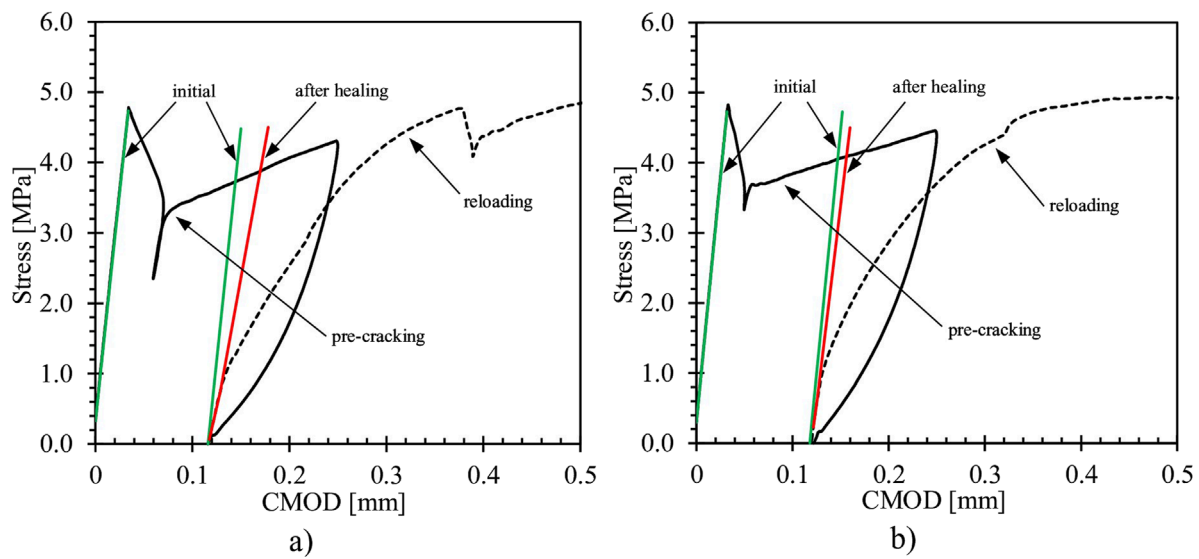 6.0
5.0
4.0
3.0
2.0
1.0
0.0
Stress [MPa]
initial
after healing
reloading
pre-cracking
0
0.1
0.2
0.3
0.4
0.5
CMOD [mm]
a)
6.0
5.0
4.0
3.0
2.0
1.0
0.0
Stress [MPa]
initial
after healing
reloading
pre-cracking
0
0.1
0.2
0.3
0.4
0.5
CMOD [mm]
b)